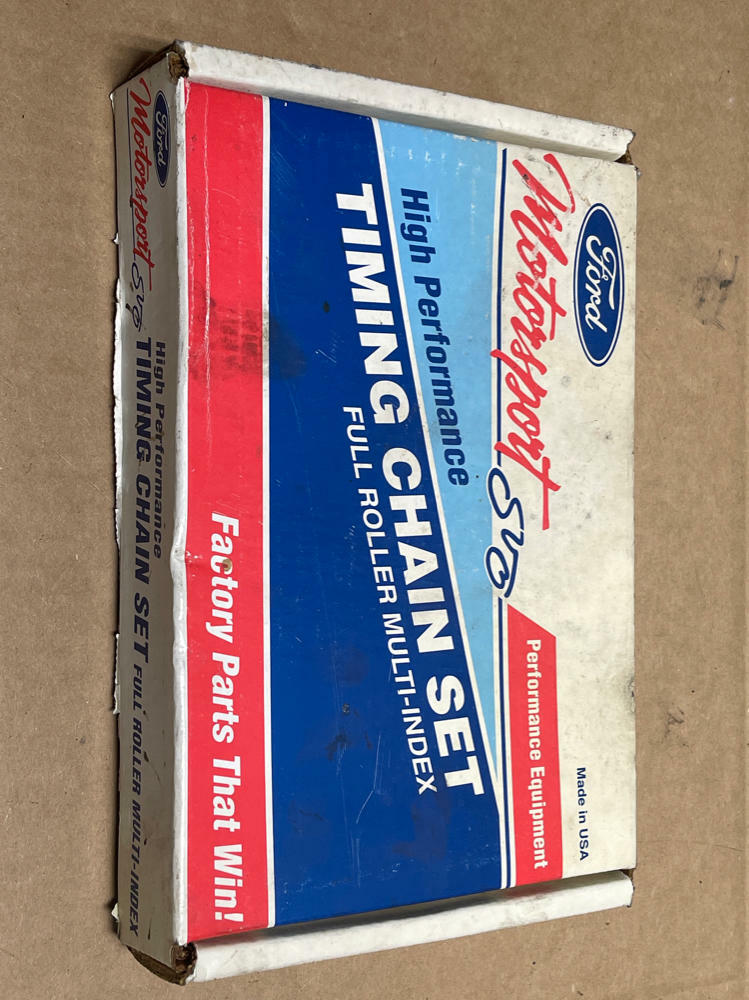 Ford
Motorsport SVO
Performance Equipment
Made in USA
High Performance
TIMING CHAIN SET
FULL ROLLER MULTI-INDEX
Factory Parts That Win!
Ford
Motorsport SVO
High Performance
TIMING CHAIN SET FULL ROLLER MULTI-INDEX